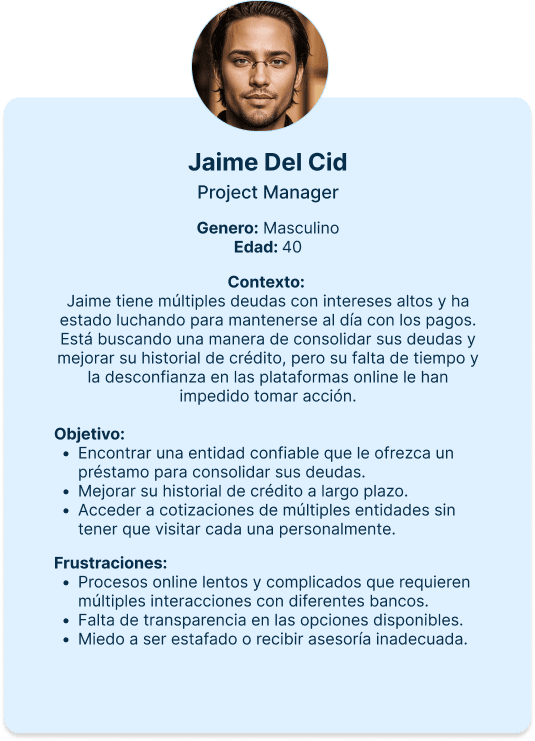 Jaime Del Cid
Project Manager
Genero: Masculino
Edad: 40
Contexto:
Jaime tiene múltiples deudas con intereses altos y ha
estado luchando para mantenerse al día con los pagos.
Está buscando una manera de consolidar sus deudas y
mejorar su historial de crédito, pero su falta de tiempo y
la desconfianza en las plataformas online le han
impedido tomar acción.
Objetivo:
• Encontrar una entidad confiable que le ofrezca un
préstamo para consolidar sus deudas.
• Mejorar su historial de crédito a largo plazo.
• Acceder a cotizaciones de múltiples entidades sin
tener que visitar cada una personalmente.
Frustraciones:
• Procesos online lentos y complicados que requieren
múltiples interacciones con diferentes bancos.
• Falta de transparencia en las opciones disponibles.
• Miedo a ser estafado o recibir asesoría inadecuada.